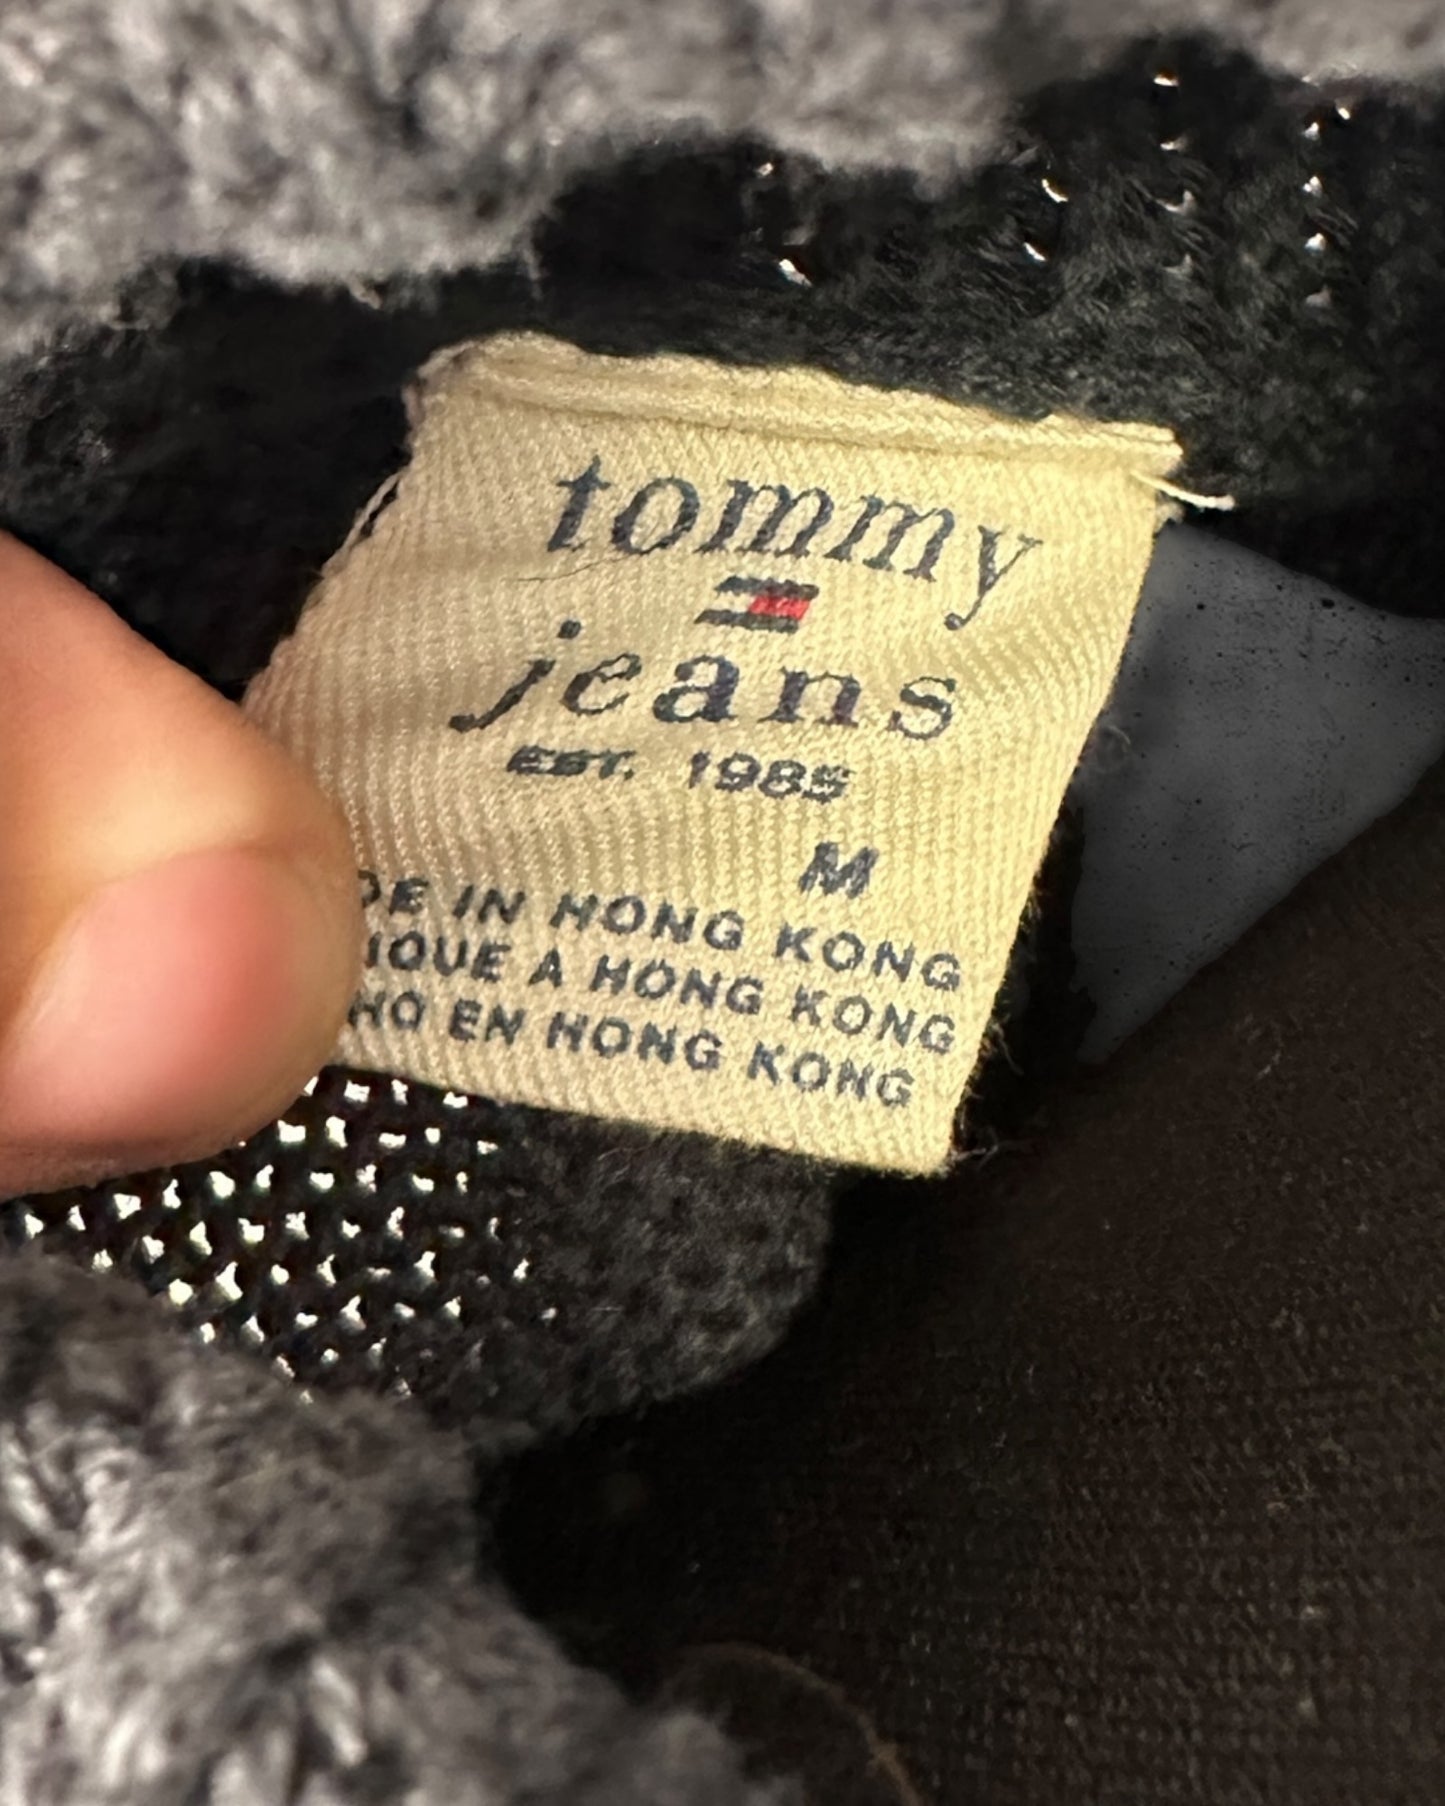 tommy
jeans
EST. 1985
M
DE IN HONG KONG
IQUE A HONG KONG
HO EN HONG KONG